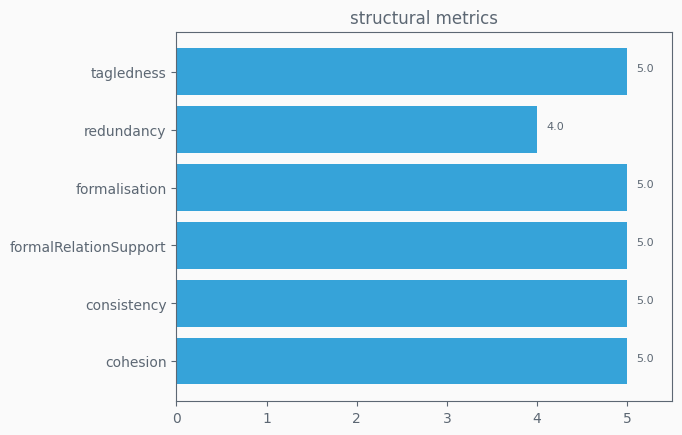 structural metrics
tagledness 5.0
redundancy 4.0
formalisation 5.0
formalRelationSupport 5.0
consistency 5.0
cohesion 5.0
0 1 2 3 4 5